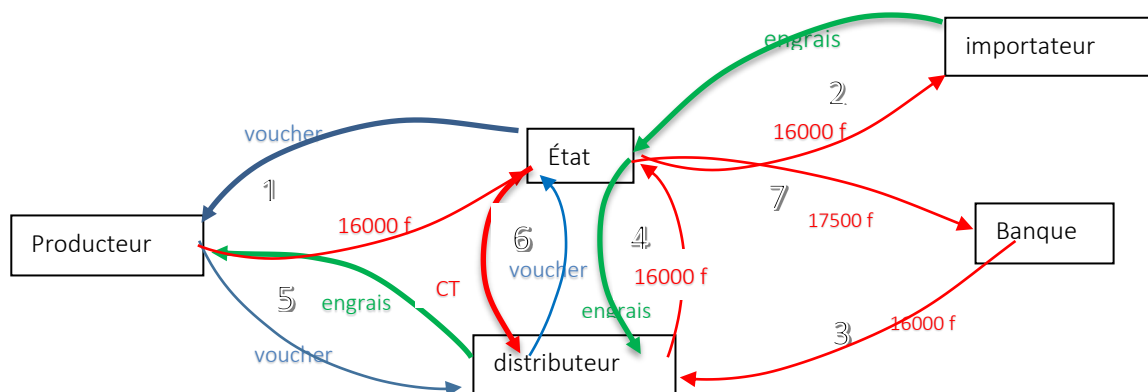 engrais
importateur
2
voucher
16000 f
État
1
7
16000 f
17500 f
Producteur
6
4
Banque
voucher
16000 f
CT
5
engrais
engrais
3
16000 f
voucher
distributeur